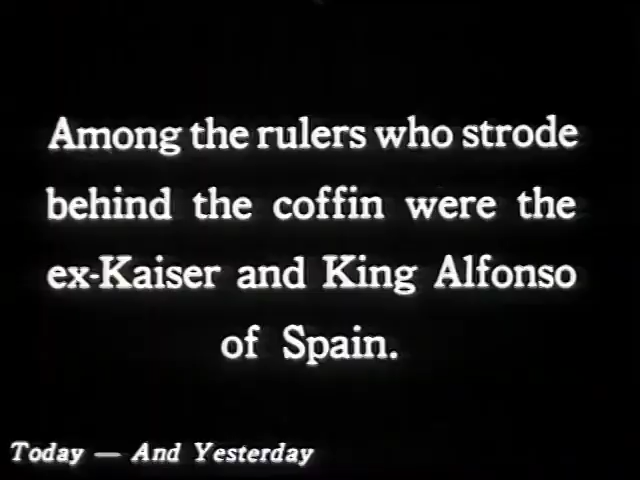 Among the rulers who strode
behind the coffin were the
ex-Kaiser and King Alfonso
of Spain.
Today — And Yesterday